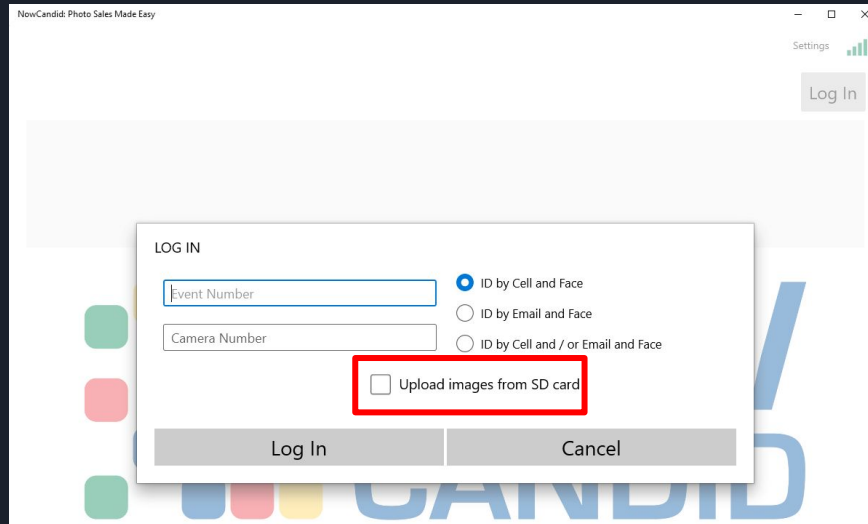 NowCandid: Photo Sales Made Easy
Settings
Log In
LOG IN
Event Number
ID by Cell and Face
ID by Email and Face
Camera Number
ID by Cell and / or Email and Face
Upload images from SD card
Log In
Cancel
CANDID